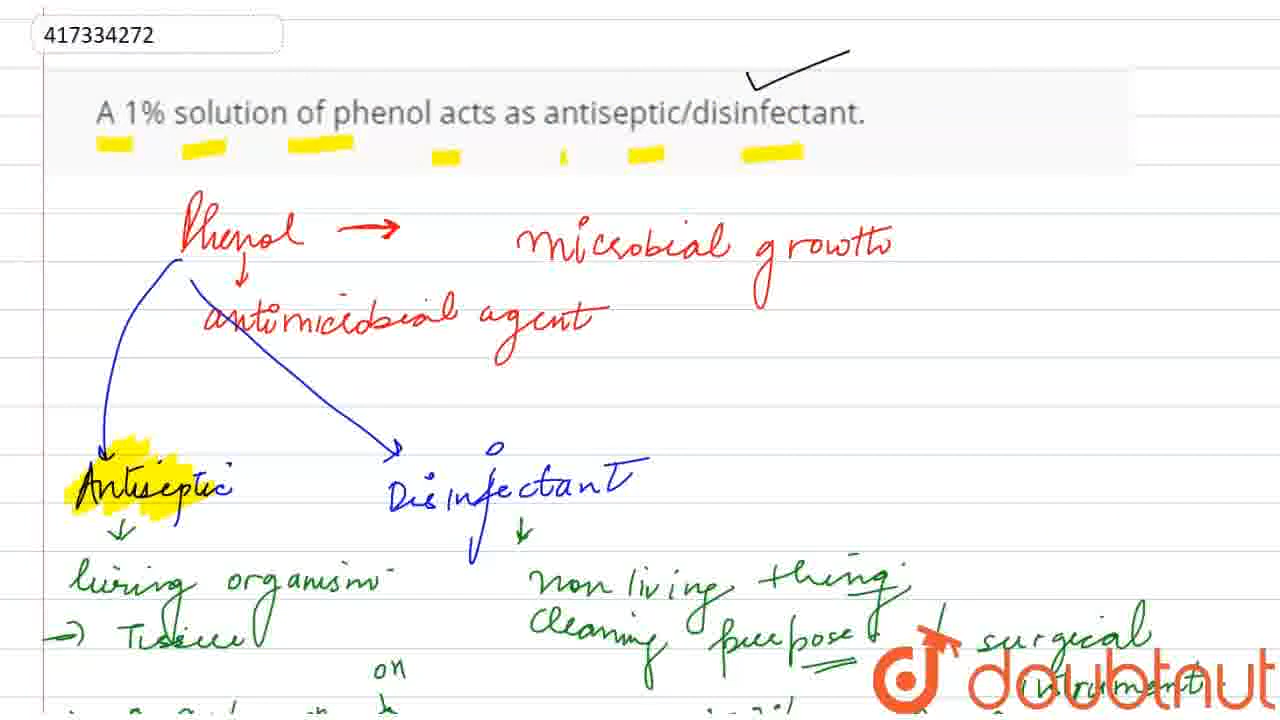 417334272
A 1% solution of phenol acts as antiseptic/disinfectant.
Phenol → microbial growth
↓
antimicrobial agent
Antiseptic Disinfectant
↓ ↓
living organism non living thing
→ Tissue cleaning purpose surgical
intrument
on
doubtnut